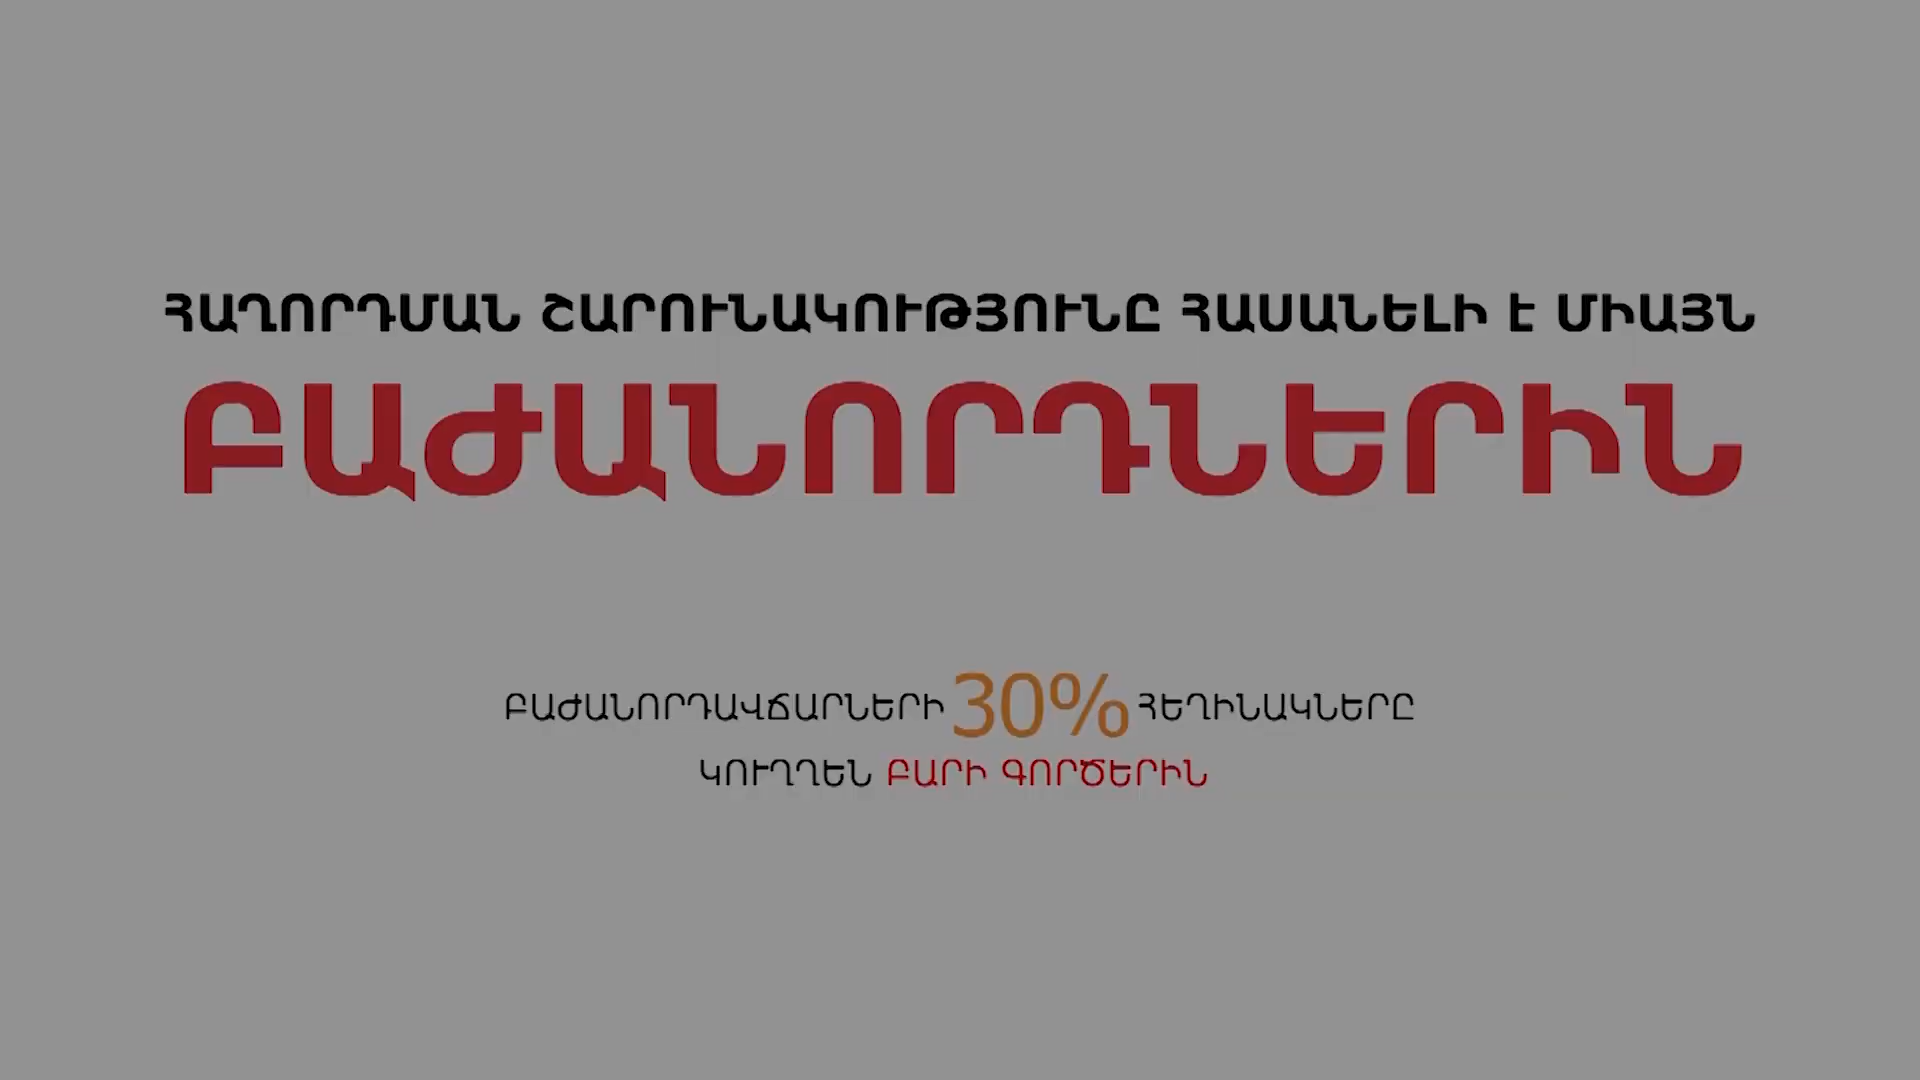 ՀԱՂՈՐԴՄԱՆ ՇԱՐՈՒՆԱԿՈՒԹՅՈՒՆԸ ՀԱՍԱՆԵԼԻ Է ՄԻԱՅՆ
ԲԱԺԱՆՈՐԴՆԵՐԻՆ
ԲԱԺԱՆՈՐԴԱՎՃԱՐՆԵՐԻ 30% ՀԵՂԻՆԱԿՆԵՐԸ
ԿՈՒՂՂԵՆ ԲԱՐԻ ԳՈՐԾԵՐԻՆ